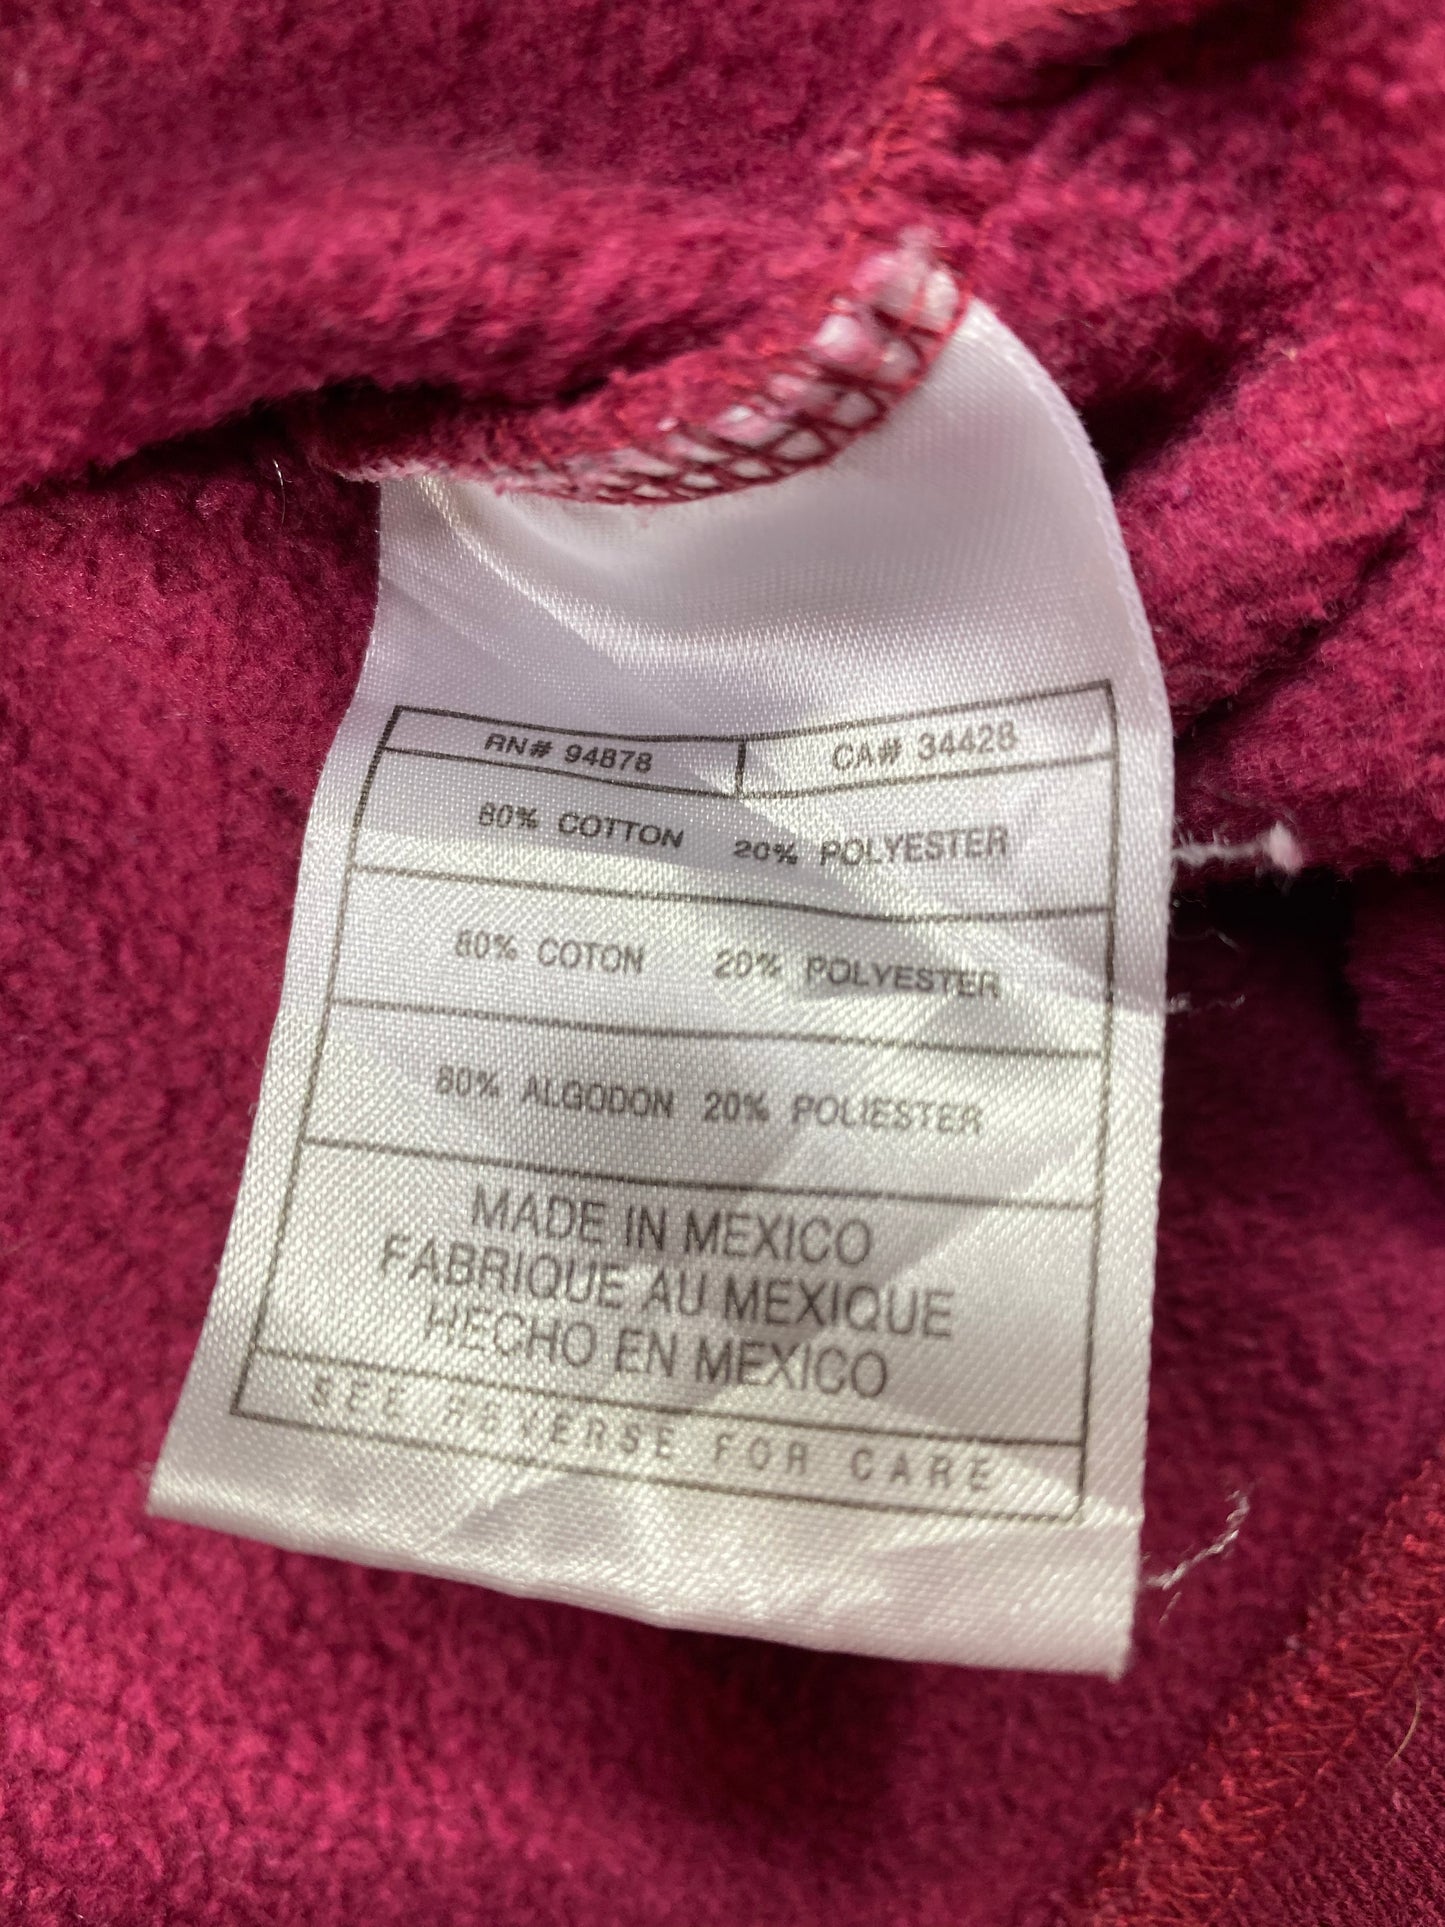 RN# 94878 CA# 34428
80% COTTON 20% POLYESTER
80% COTON 20% POLYESTER
80% ALGODON 20% POLIESTER
MADE IN MEXICO
FABRIQUE AU MEXIQUE
HECHO EN MEXICO
SEE REVERSE FOR CARE